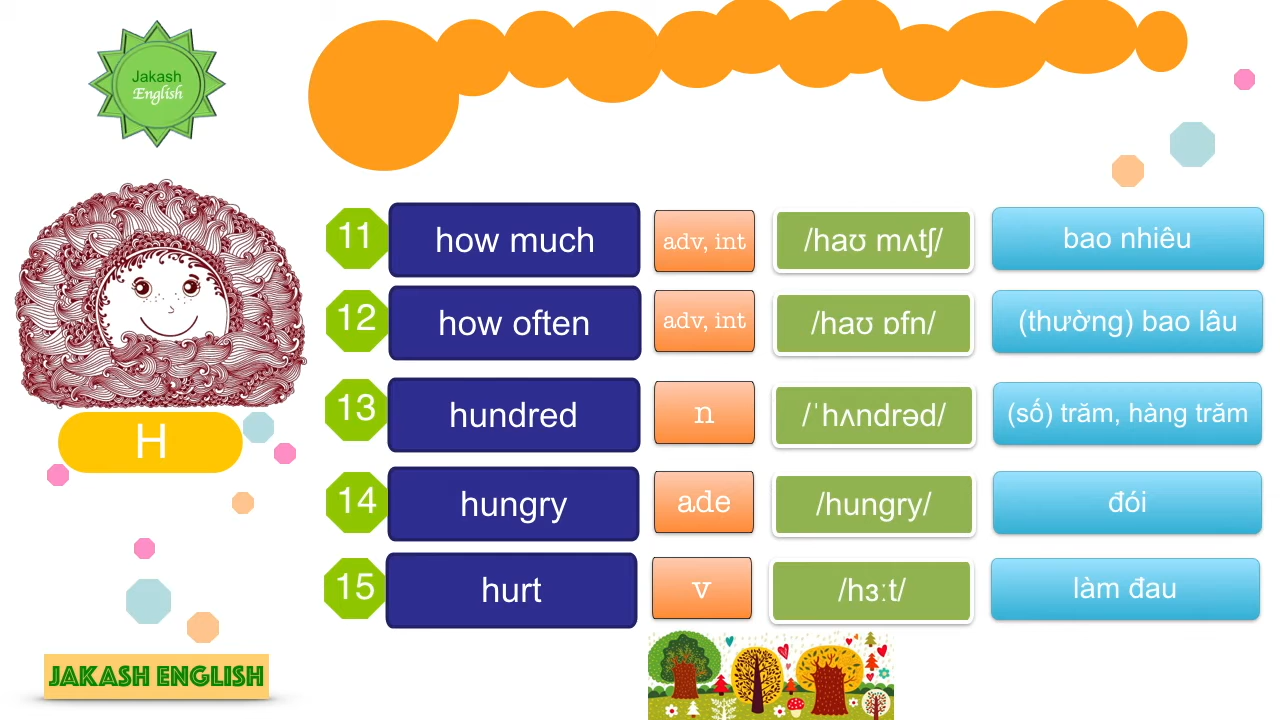 Jakash
English
11 how much adv, int /haʊ mʌtʃ/ bao nhiêu
12 how often adv, int /haʊ ɒfn/ (thường) bao lâu
13 hundred n /ˈhʌndrəd/ (số) trăm, hàng trăm
H
14 hungry ade /hungry/ đói
15 hurt v /hɜːt/ làm đau
JAKASH ENGLISH